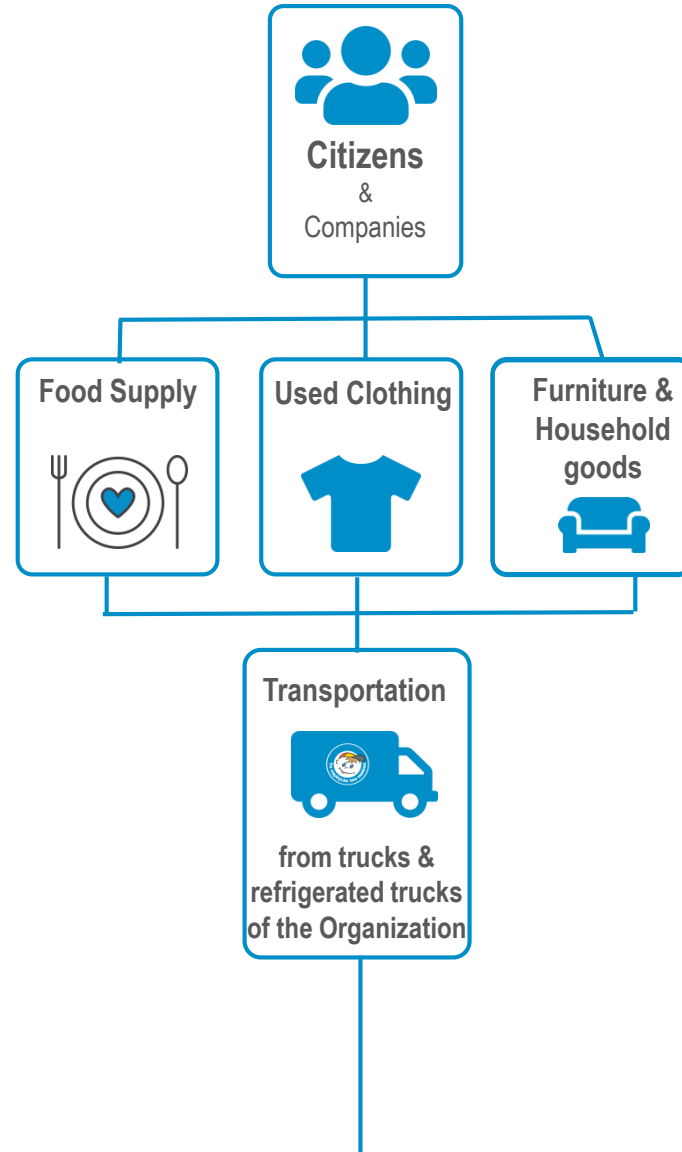 Citizens
&
Companies
Food Supply
Used Clothing
Furniture &
Household
goods
Transportation
from trucks &
refrigerated trucks
of the Organization